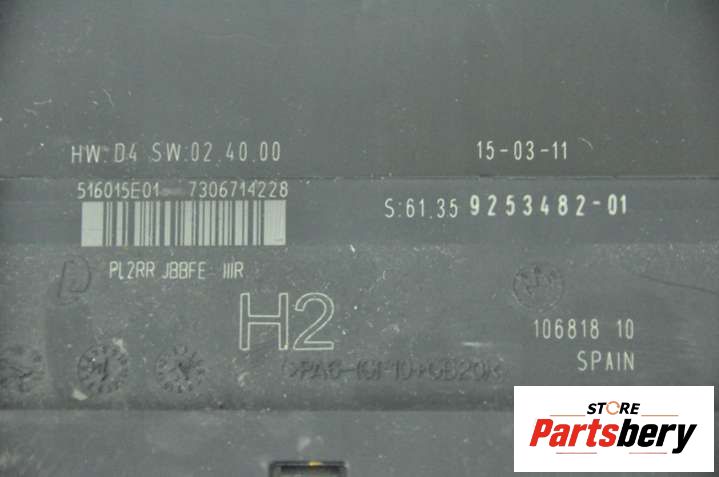 HW:D4 SW:02.40.00
15-03-11
516015E01 7306714228
S:61.35 9253482-01
PL2RR JBBFE IIIR
H2
106818 10
SPAIN
STORE
Partsbery